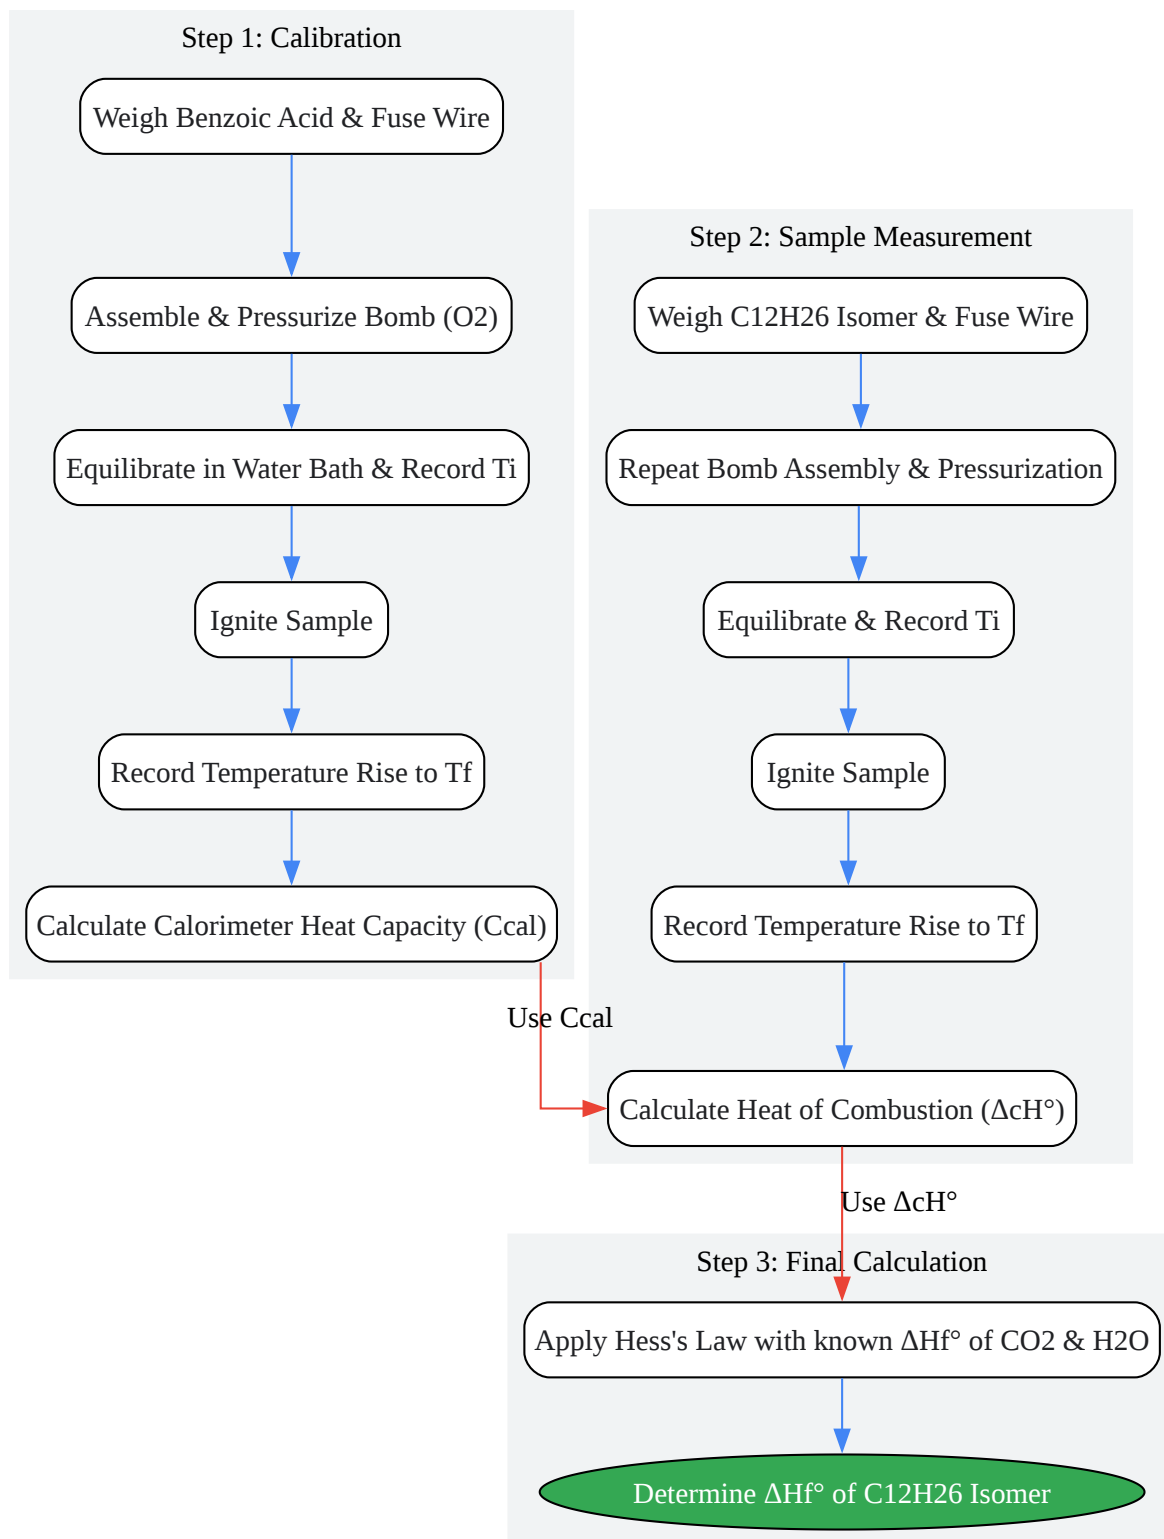 Step 1: Calibration
Weigh Benzoic Acid & Fuse Wire
Assemble & Pressurize Bomb (O2)
Equilibrate in Water Bath & Record Ti
Ignite Sample
Record Temperature Rise to Tf
Calculate Calorimeter Heat Capacity (Ccal)
Use Ccal
Step 2: Sample Measurement
Weigh C12H26 Isomer & Fuse Wire
Repeat Bomb Assembly & Pressurization
Equilibrate & Record Ti
Ignite Sample
Record Temperature Rise to Tf
Calculate Heat of Combustion (ΔcH°)
Use ΔcH°
Step 3: Final Calculation
Apply Hess's Law with known ΔHf° of CO2 & H2O
Determine ΔHf° of C12H26 Isomer